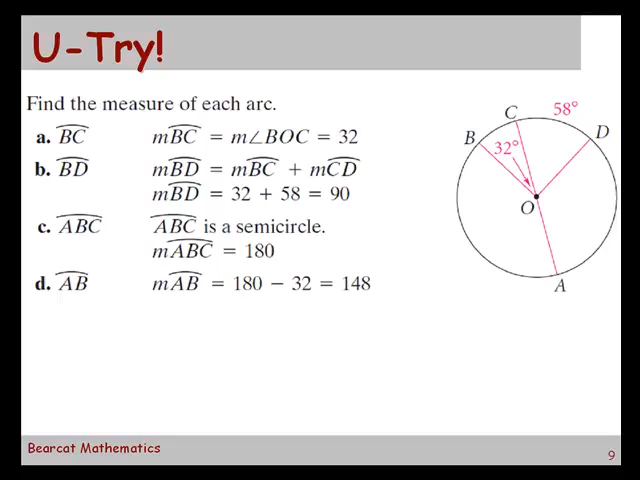 U-Try!
Find the measure of each arc.
a. BC mBC = m∠BOC = 32
b. BD mBD = mBC + mCD
mBD = 32 + 58 = 90
c. ABC ABC is a semicircle.
mABC = 180
d. AB mAB = 180 − 32 = 148
C 58°
B D
32°
O
A
Bearcat Mathematics
9